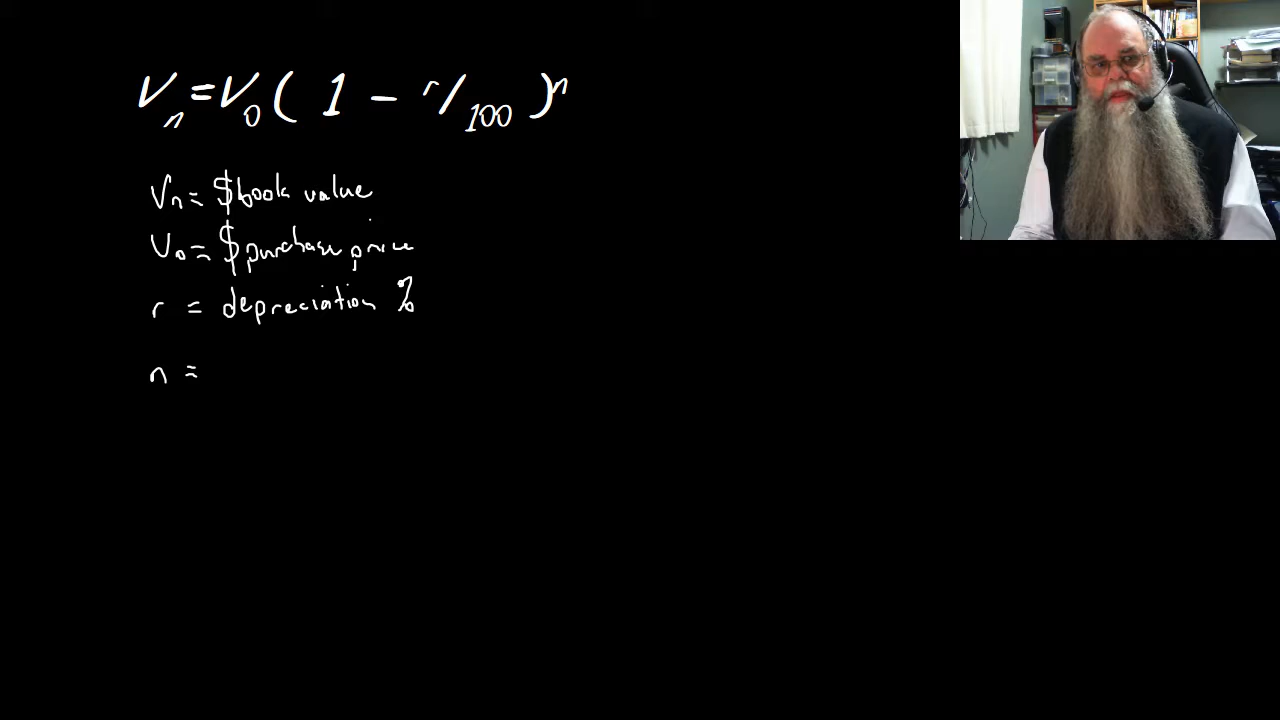 Vn=V0( 1 - r/100 )n
Vn = $book value
V0 = $purchase price
r = depreciation %
n =